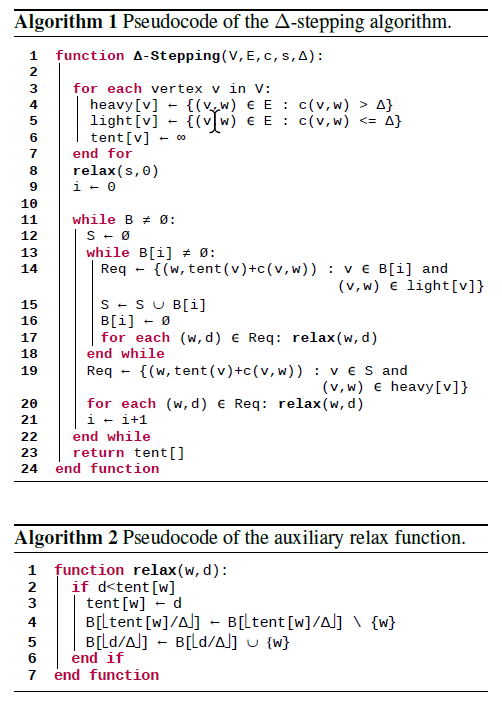 Algorithm 1 Pseudocode of the Δ-stepping algorithm.
1 function Δ-Stepping(V,E,c,s,Δ):
2
3 for each vertex v in V:
4 heavy[v] ← {(v,w) ∈ E : c(v,w) > Δ}
5 light[v] ← {(v,w) ∈ E : c(v,w) <= Δ}
6 tent[v] ← ∞
7 end for
8 relax(s,0)
9 i ← 0
10
11 while B ≠ Ø:
12 S ← Ø
13 while B[i] ≠ Ø:
14 Req ← {(w,tent(v)+c(v,w)) : v ∈ B[i] and
(v,w) ∈ light[v]}
15 S ← S ∪ B[i]
16 B[i] ← Ø
17 for each (w,d) ∈ Req: relax(w,d)
18 end while
19 Req ← {(w,tent(v)+c(v,w)) : v ∈ S and
(v,w) ∈ heavy[v]}
20 for each (w,d) ∈ Req: relax(w,d)
21 i ← i+1
22 end while
23 return tent[]
24 end function
Algorithm 2 Pseudocode of the auxiliary relax function.
1 function relax(w,d):
2 if d<tent[w]
3 tent[w] ← d
4 B[⌊tent[w]/Δ⌋] ← B[⌊tent[w]/Δ⌋] \ {w}
5 B[⌊d/Δ⌋] ← B[⌊d/Δ⌋] ∪ {w}
6 end if
7 end function